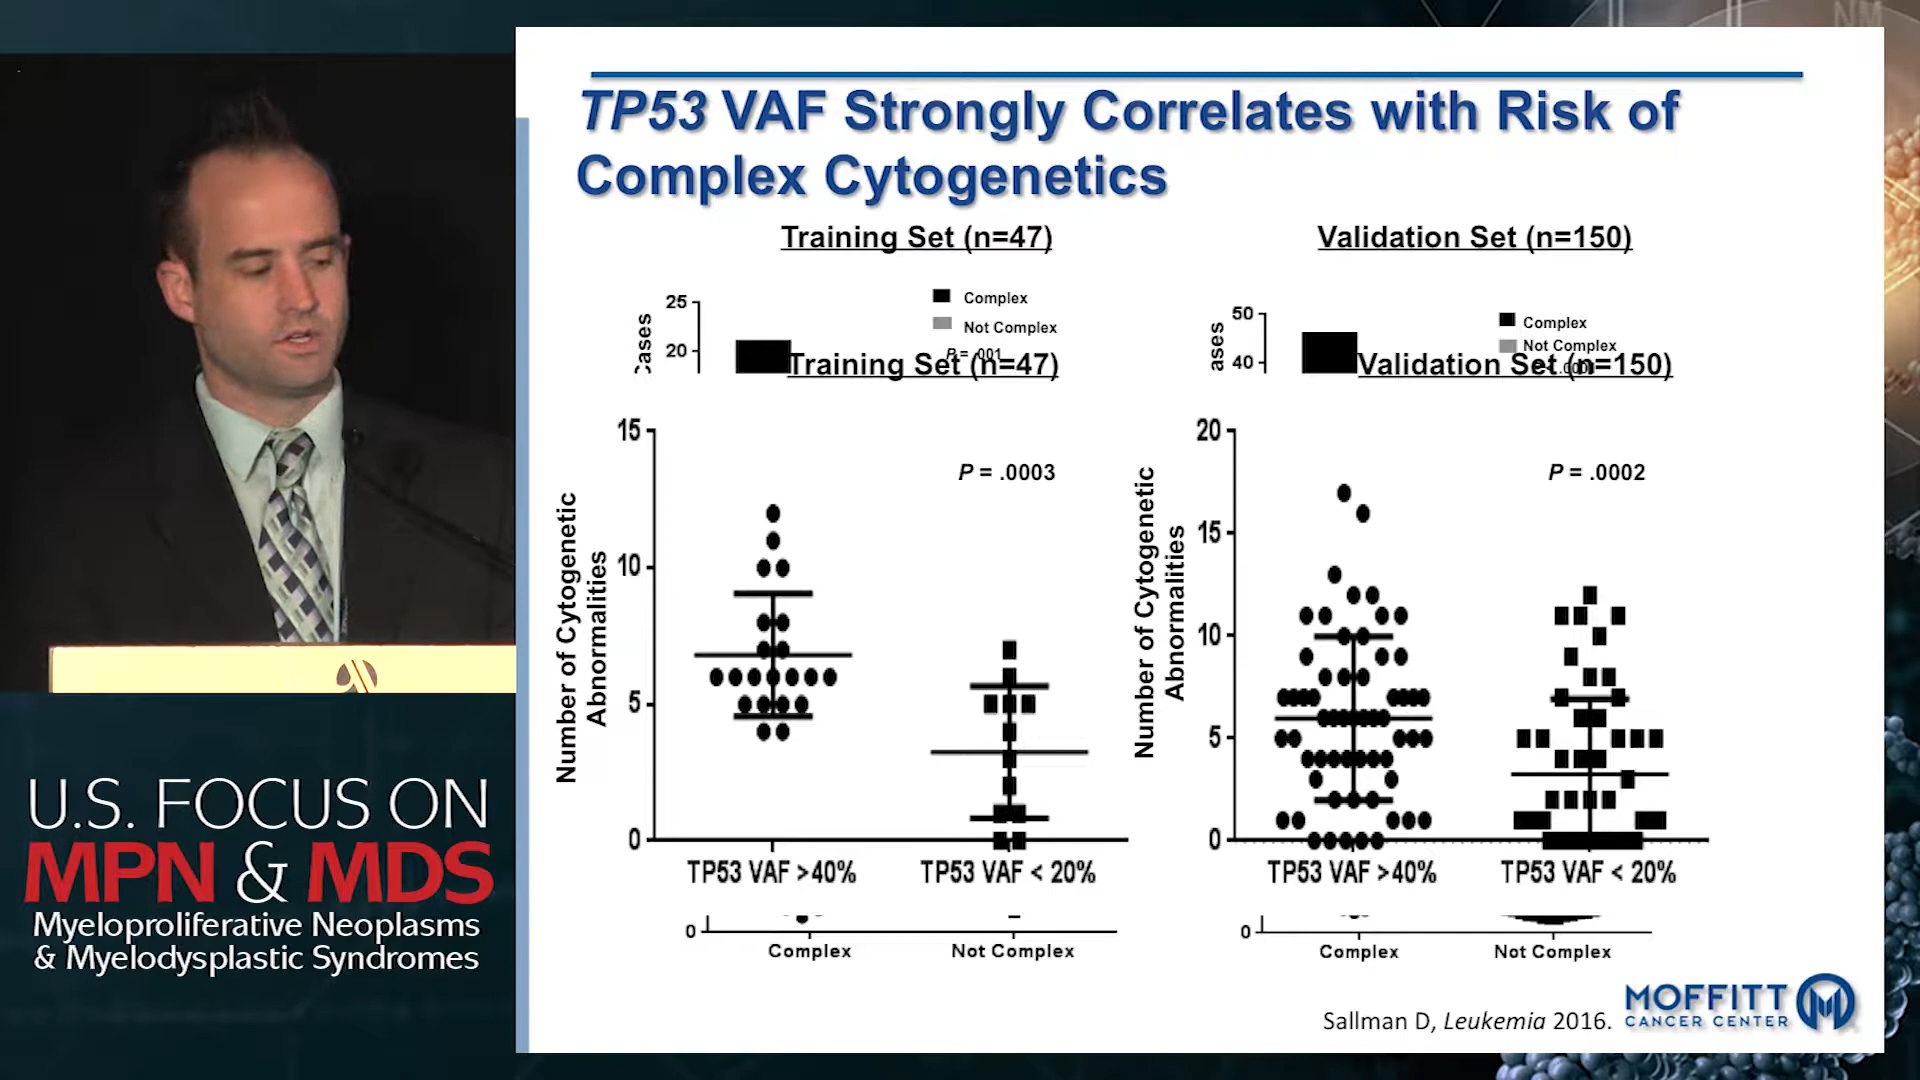 NM
TP53 VAF Strongly Correlates with Risk of
Complex Cytogenetics
Training Set (n=47)
Validation Set (n=150)
25
20
Complex
Not Complex
50
40
Complex
Not Complex
Training Set (n=47)
Validation Set (n=150)
Number of Cytogenetic
Abnormalities
15
10
5
0
P = .0003
TP53 VAF >40%
TP53 VAF < 20%
Number of Cytogenetic
Abnormalities
20
15
10
5
0
P = .0002
TP53 VAF >40%
TP53 VAF < 20%
0
Complex
Not Complex
0
Complex
Not Complex
Sallman D, Leukemia 2016.
MOFFITT
CANCER CENTER
U.S. FOCUS ON
MPN & MDS
Myeloproliferative Neoplasms
& Myelodysplastic Syndromes